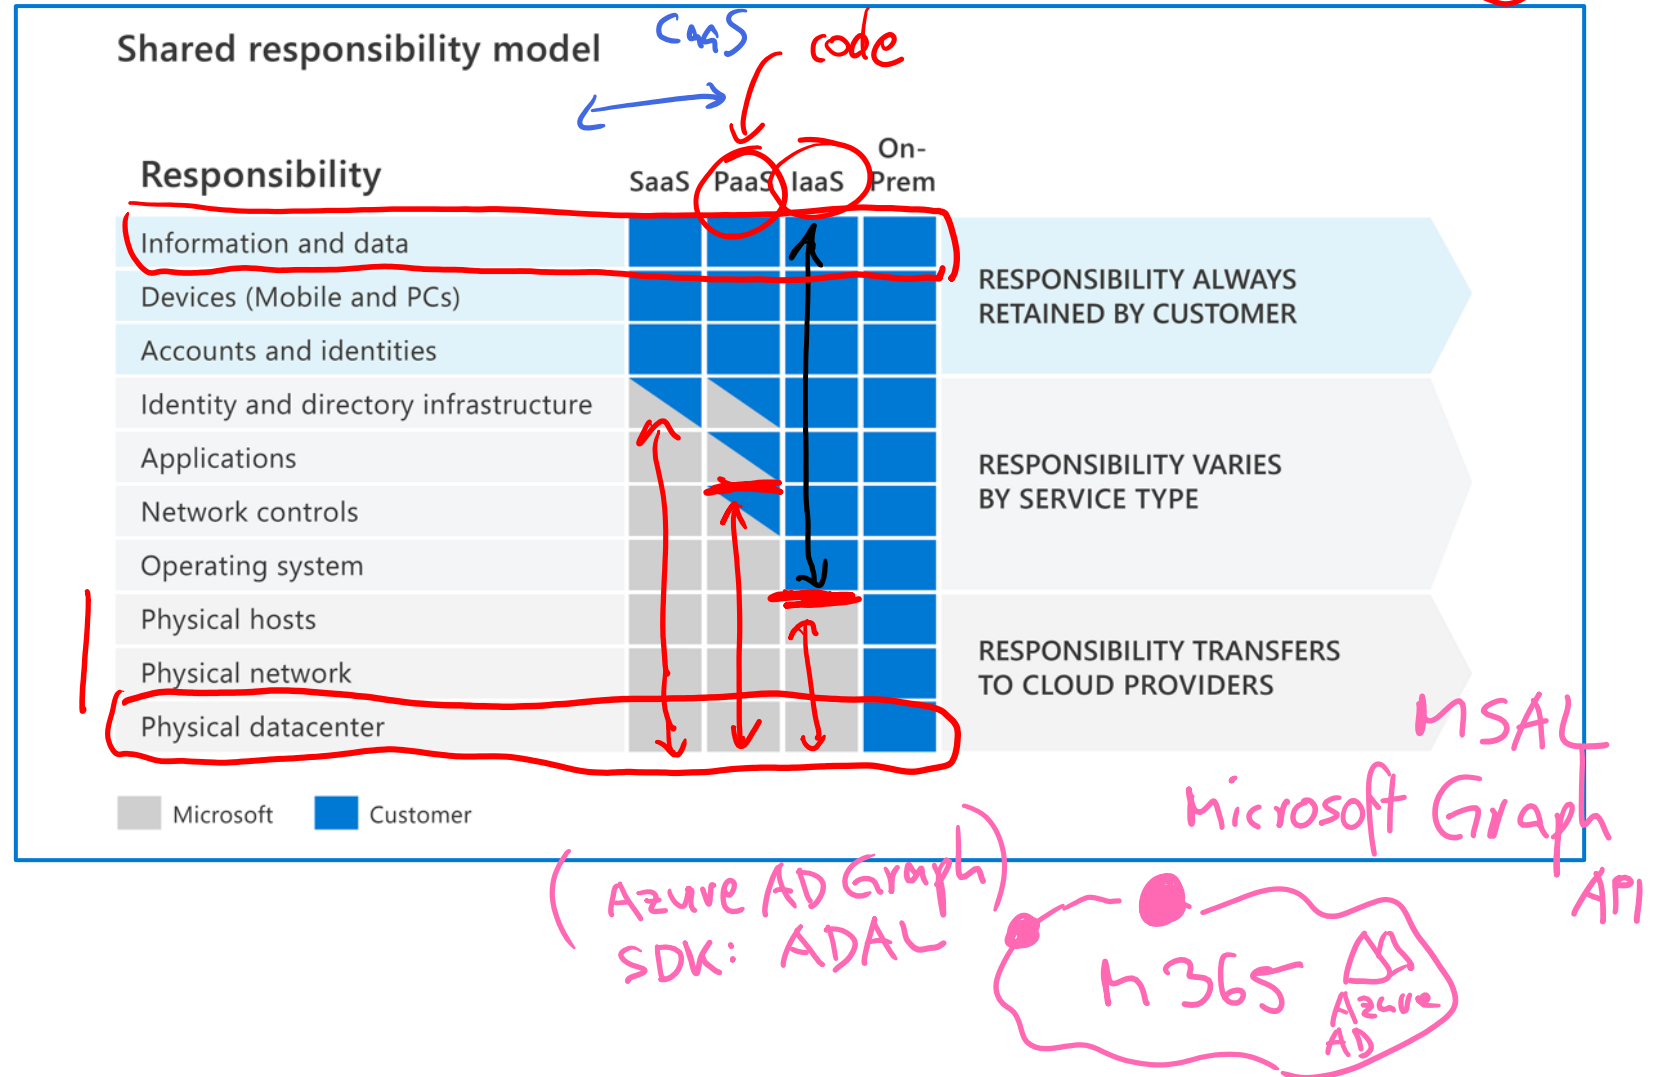 CaaS
code
Shared responsibility model
Responsibility
SaaS PaaS IaaS On-Prem
Information and data
Devices (Mobile and PCs)
Accounts and identities
RESPONSIBILITY ALWAYS
RETAINED BY CUSTOMER
Identity and directory infrastructure
Applications
Network controls
Operating system
RESPONSIBILITY VARIES
BY SERVICE TYPE
Physical hosts
Physical network
Physical datacenter
RESPONSIBILITY TRANSFERS
TO CLOUD PROVIDERS
Microsoft
Customer
MSAL
Microsoft Graph
API
(Azure AD Graph)
SDK: ADAL
M365
Azure
AD